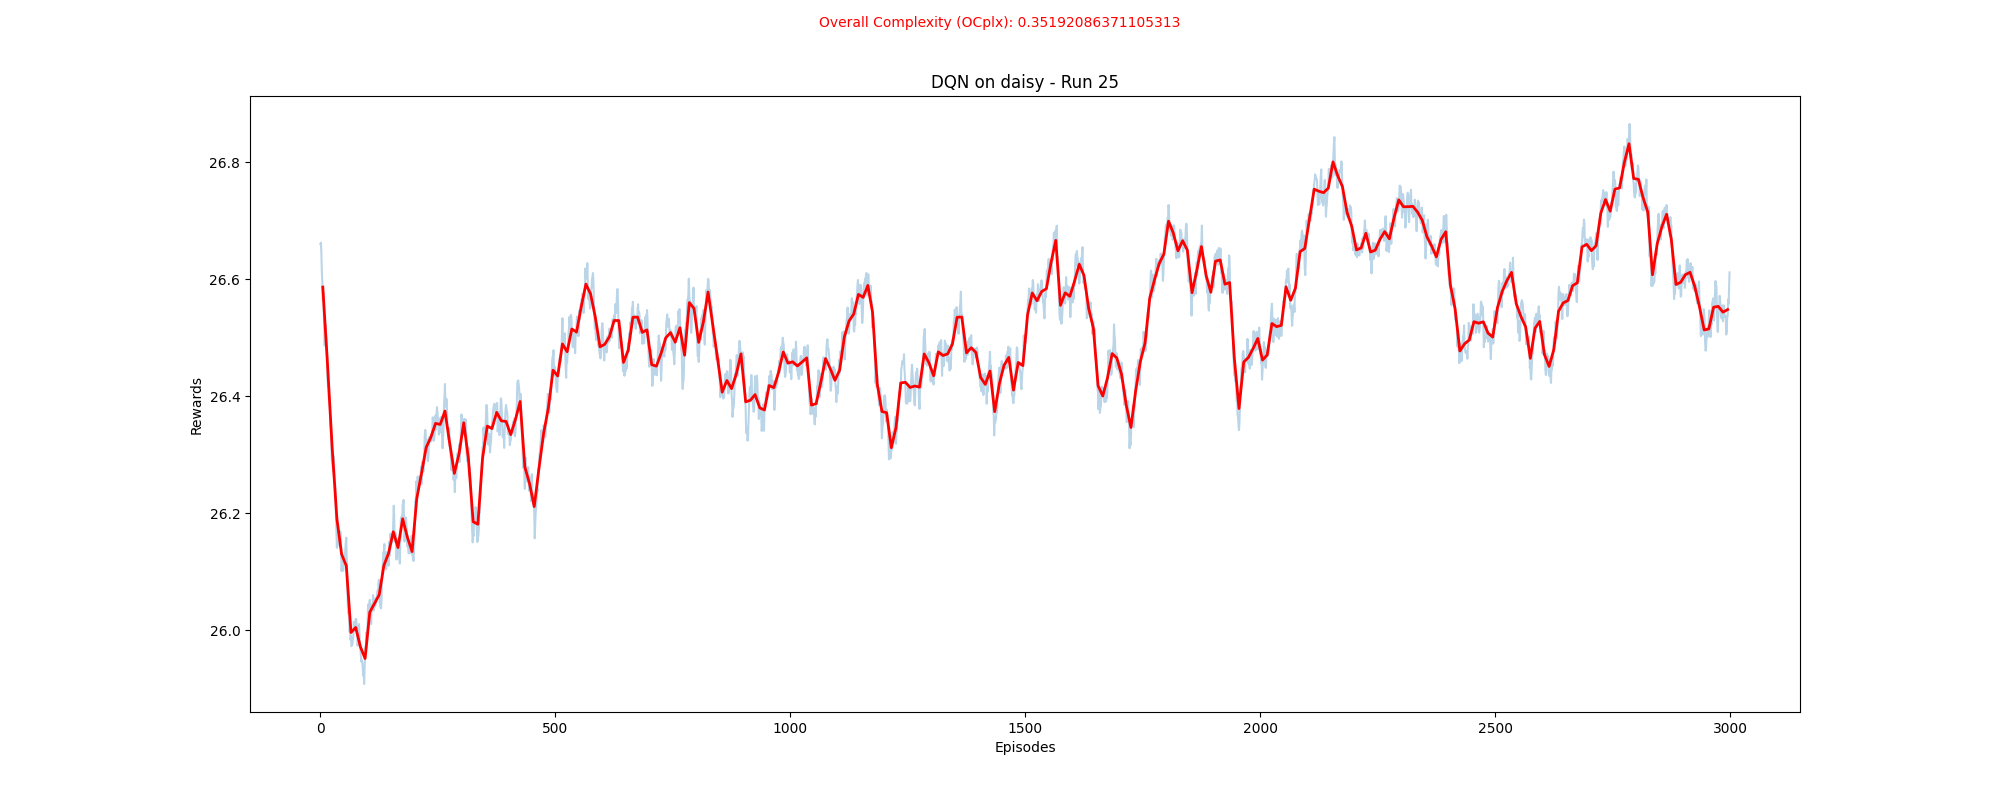 Overall Complexity (OCplx): 0.35192086371105313
DQN on daisy - Run 25
26.8
26.6
26.4
26.2
26.0
Rewards
0 500 1000 1500 2000 2500 3000
Episodes